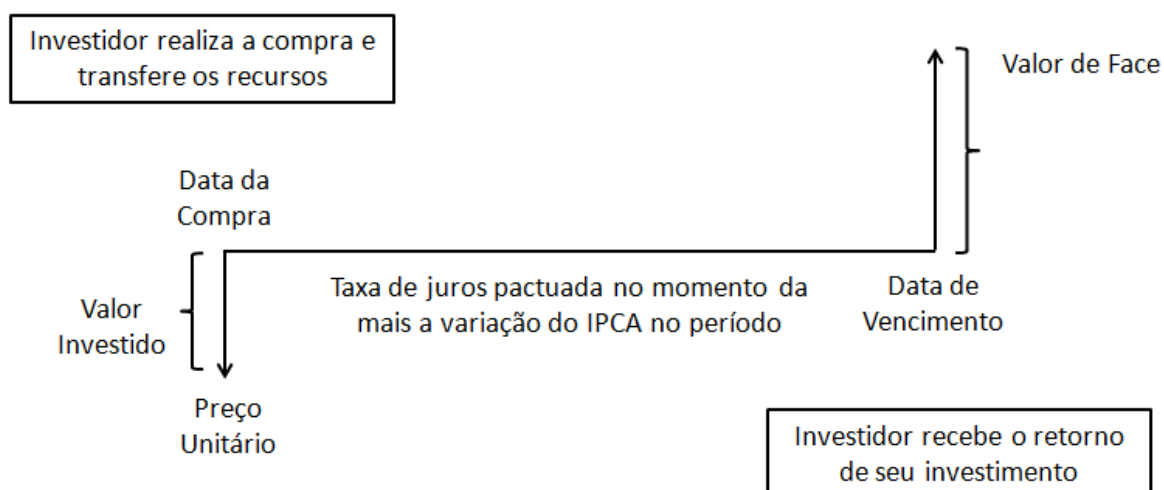 Investidor realiza a compra e
transfere os recursos
Valor de Face
Data da
Compra
Valor
Investido
Taxa de juros pactuada no momento da
mais a variação do IPCA no período
Data de
Vencimento
Preço
Unitário
Investidor recebe o retorno
de seu investimento